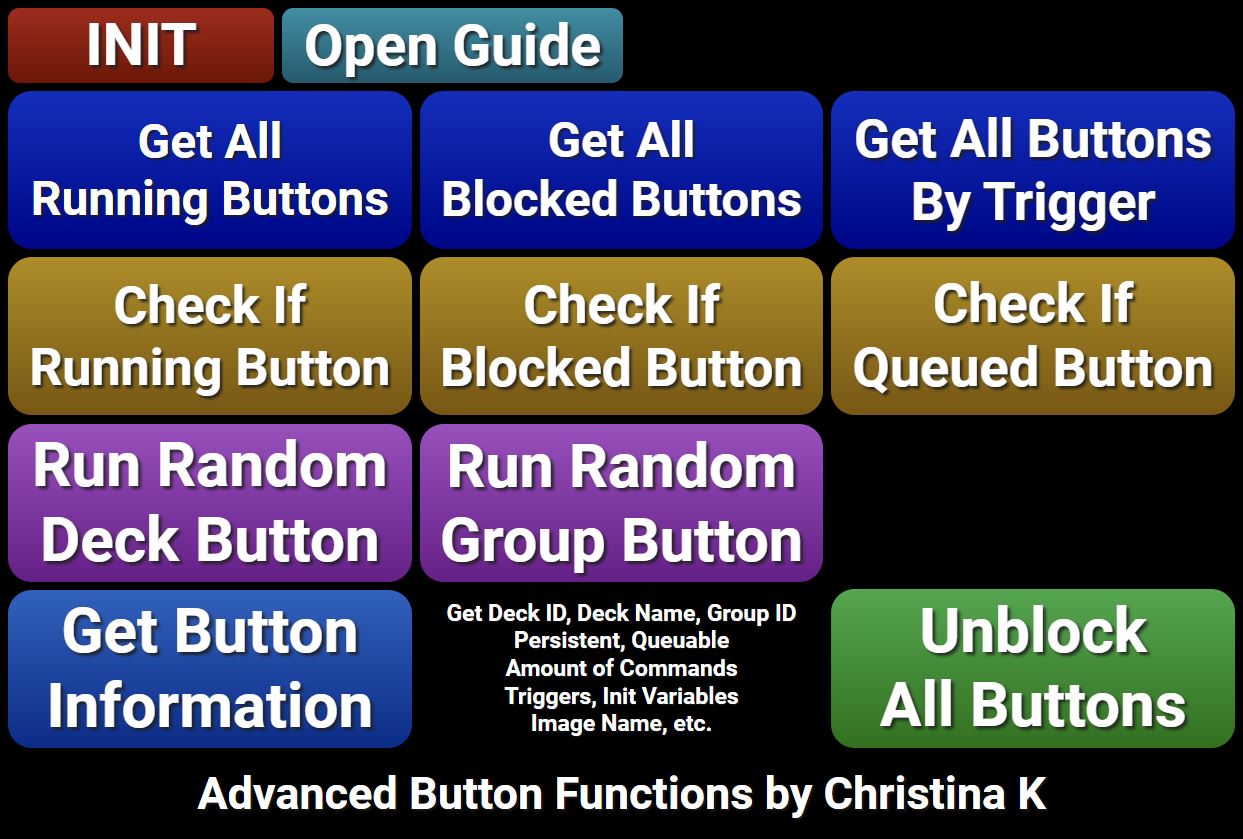 INIT
Open Guide
Get All
Running Buttons
Get All
Blocked Buttons
Get All Buttons
By Trigger
Check If
Running Button
Check If
Blocked Button
Check If
Queued Button
Run Random
Deck Button
Run Random
Group Button
Get Button
Information
Get Deck ID, Deck Name, Group ID
Persistent, Queuable
Amount of Commands
Triggers, Init Variables
Image Name, etc.
Unblock
All Buttons
Advanced Button Functions by Christina K